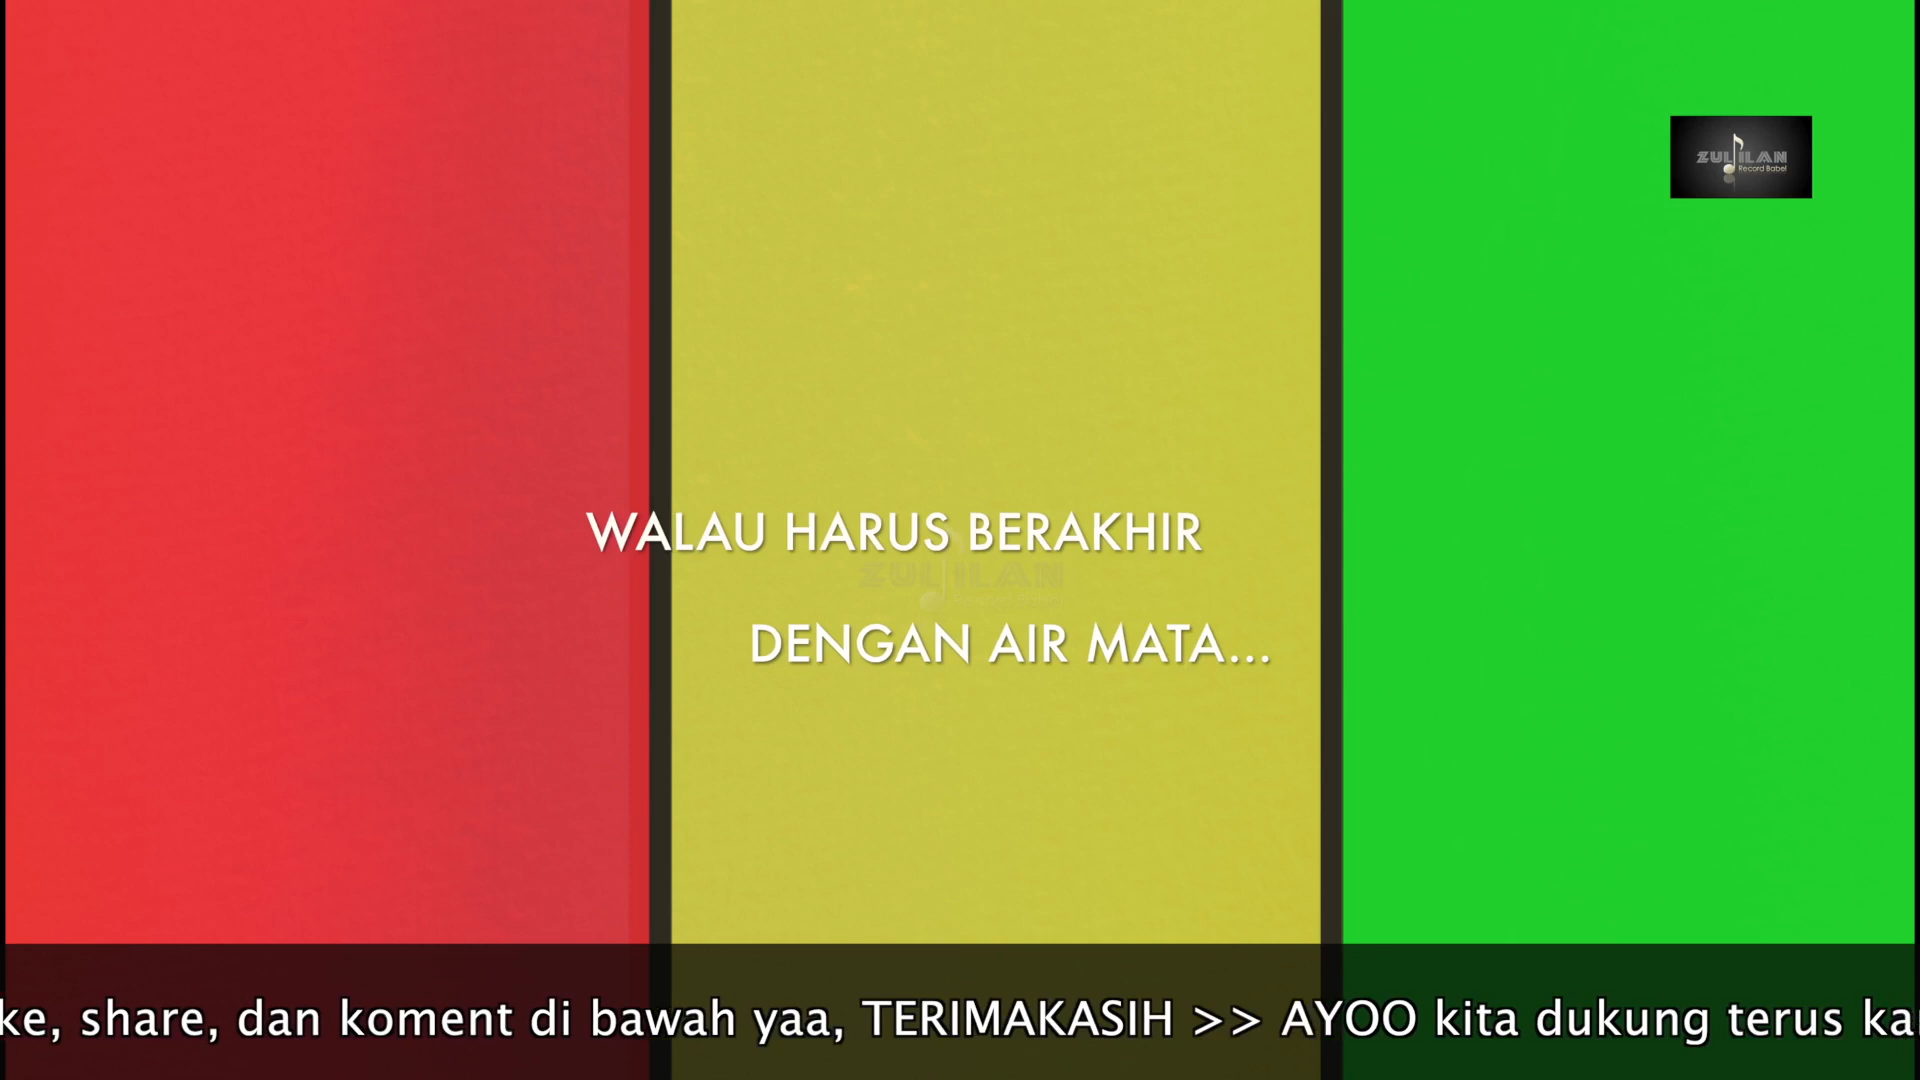 ZULJILAN
Record Babel
WALAU HARUS BERAKHIR
ZULJILAN
DENGAN AIR MATA...
ke, share, dan koment di bawah yaa, TERIMAKASIH >> AYOO kita dukung terus ka